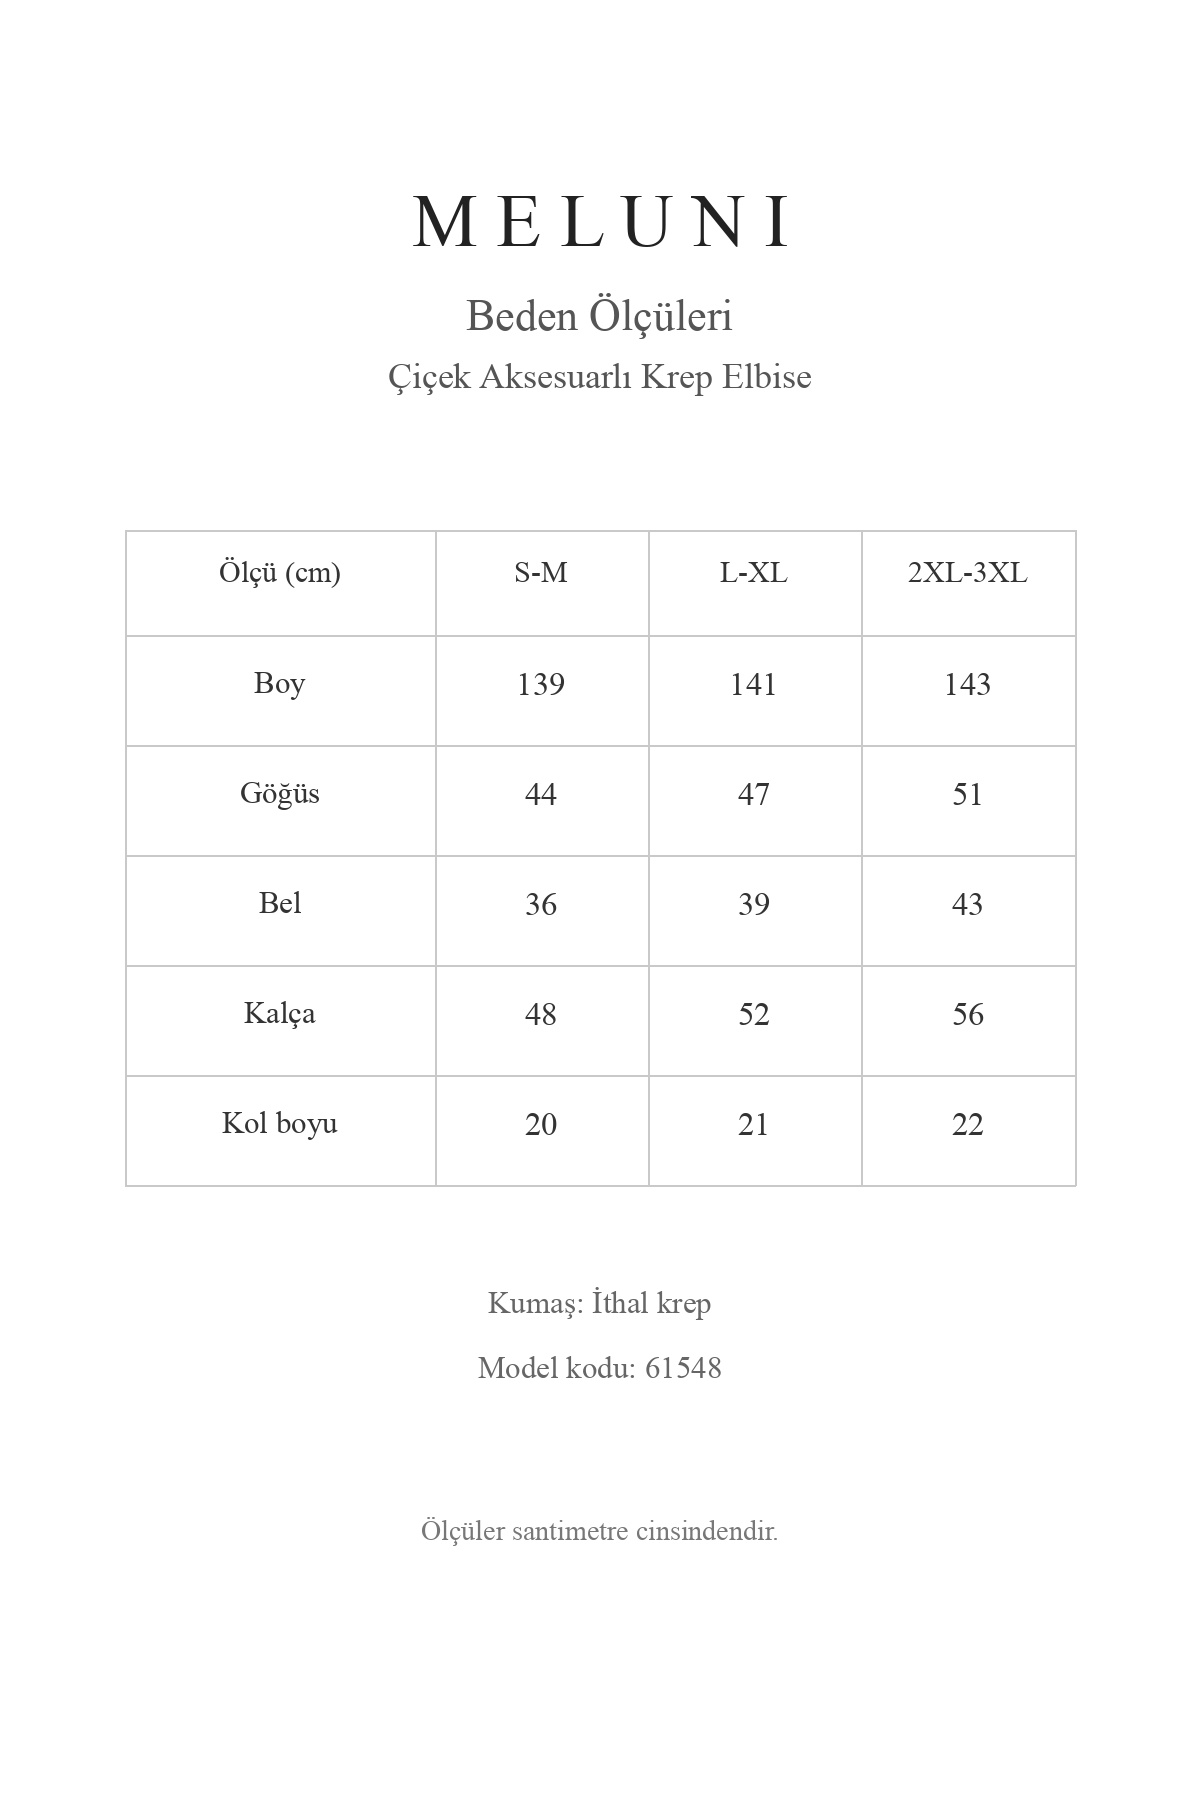 MELUNI
Beden Ölçüleri
Çiçek Aksesuarlı Krep Elbise
Ölçü (cm) S-M L-XL 2XL-3XL
Boy 139 141 143
Göğüs 44 47 51
Bel 36 39 43
Kalça 48 52 56
Kol boyu 20 21 22
Kumaş: İthal krep
Model kodu: 61548
Ölçüler santimetre cinsindendir.